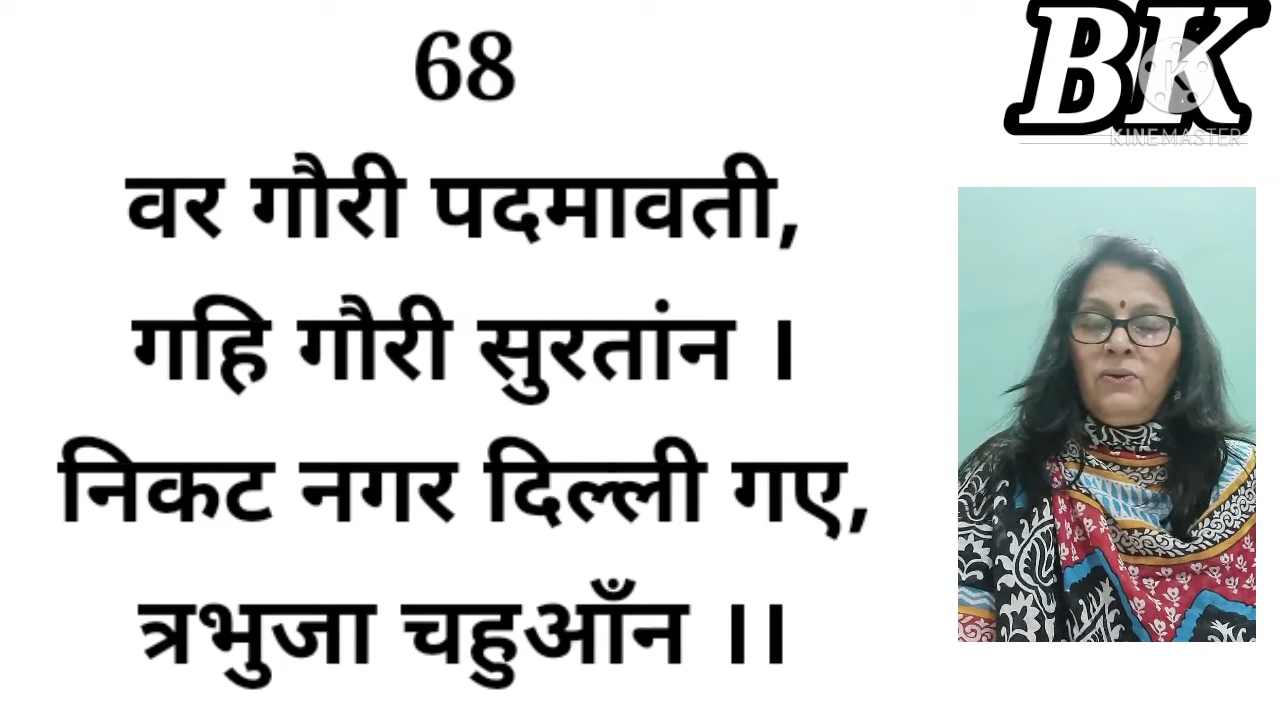 68
BK
KINEMASTER
वर गौरी पदमावती,
गहि गौरी सुरतांन ।
निकट नगर दिल्ली गए,
त्रभुजा चहुआँन ।।